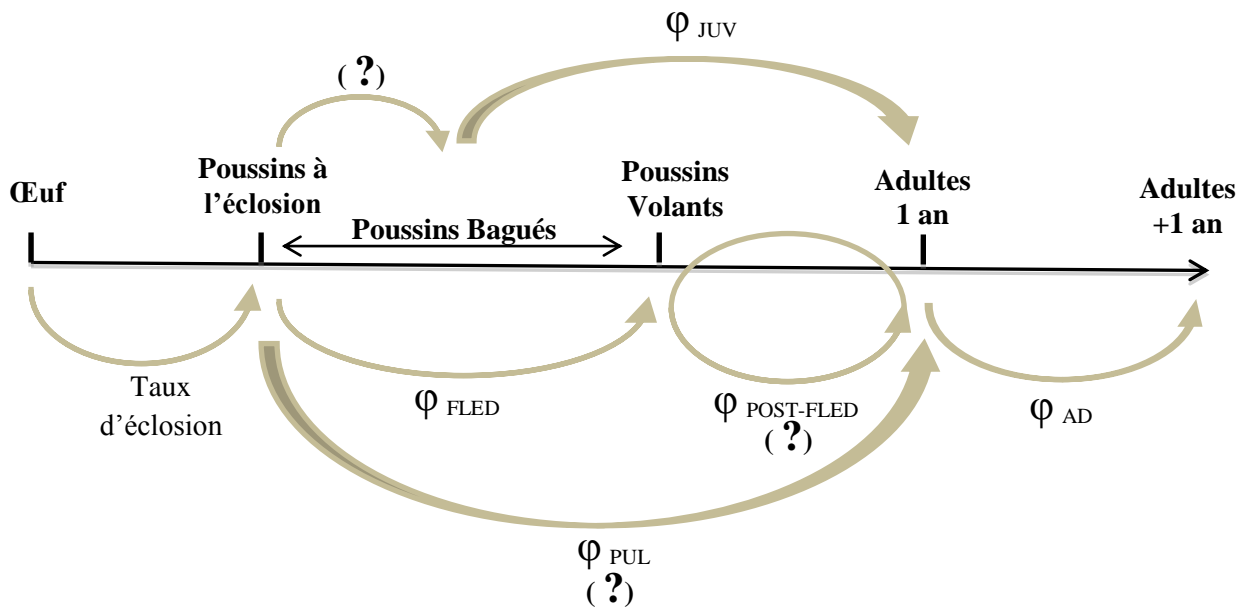 φ JUV
( ?)
Poussins à
l’éclosion
Poussins
Volants
Adultes
1 an
Adultes
+1 an
Œuf
Poussins Bagués
Taux
d’éclosion
φ FLED
φ POST-FLED
( ?)
φ AD
φ PUL
( ?)